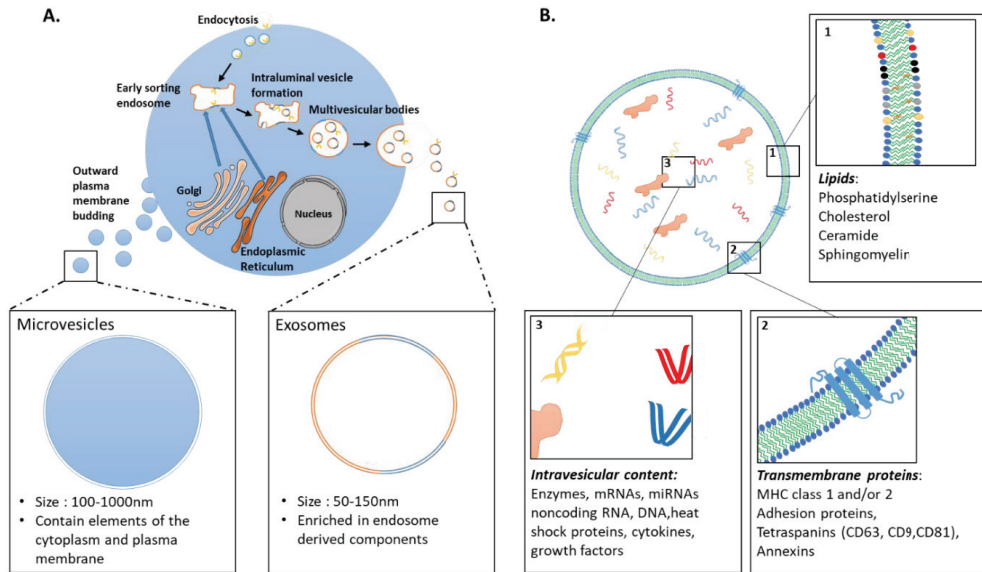 A.
Endocytosis
Early sorting
endosome
Intraluminal vesicle
formation
Multivesicular bodies
Outward
plasma
membrane
budding
Golgi
Nucleus
Endoplasmic
Reticulum
Microvesicles
• Size : 100-1000nm
• Contain elements of the
cytoplasm and plasma
membrane
Exosomes
• Size : 50-150nm
• Enriched in endosome
derived components
B.
1
2
3
1
Lipids:
Phosphatidylserine
Cholesterol
Ceramide
Sphingomyelin
3
Intravesicular content:
Enzymes, mRNAs, miRNAs
noncoding RNA, DNA,heat
shock proteins, cytokines,
growth factors
2
Transmembrane proteins:
MHC class 1 and/or 2
Adhesion proteins,
Tetraspanins (CD63, CD9,CD81),
Annexins